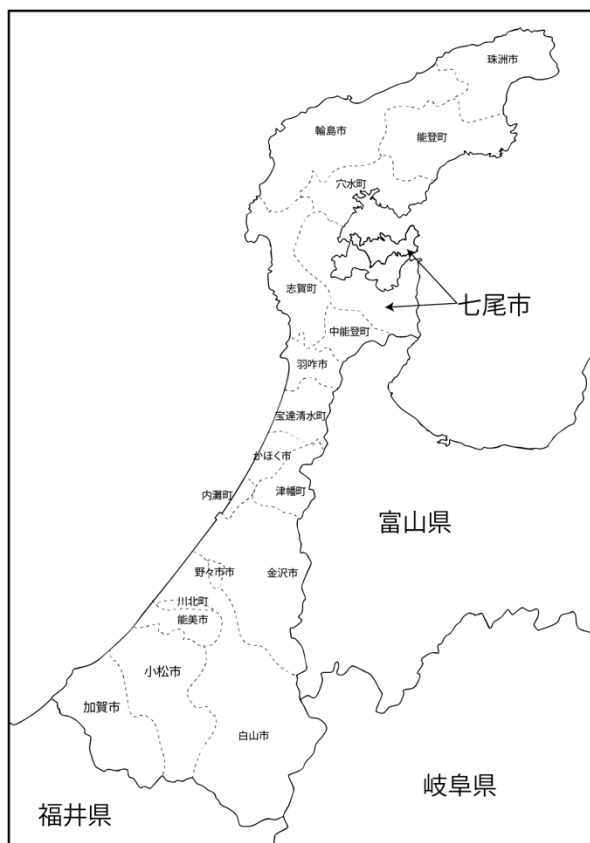 珠洲市
輪島市
能登町
穴水町
志賀町
七尾市
中能登町
羽咋市
宝達清水町
かほく市
内灘町
津幡町
富山県
野々市市
金沢市
川北町
能美市
小松市
加賀市
白山市
岐阜県
福井県